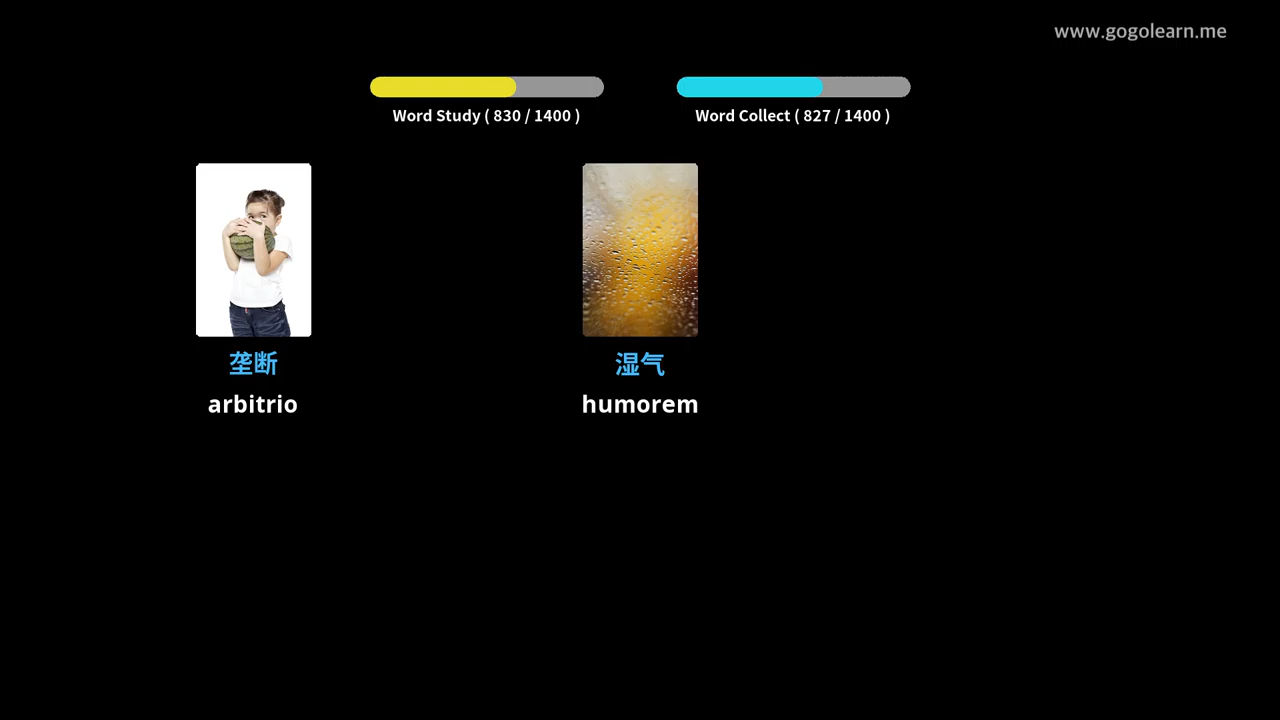 www.gogolearn.me
Word Study ( 830 / 1400 )
Word Collect ( 827 / 1400 )
垄断
湿气
arbitrio
humorem